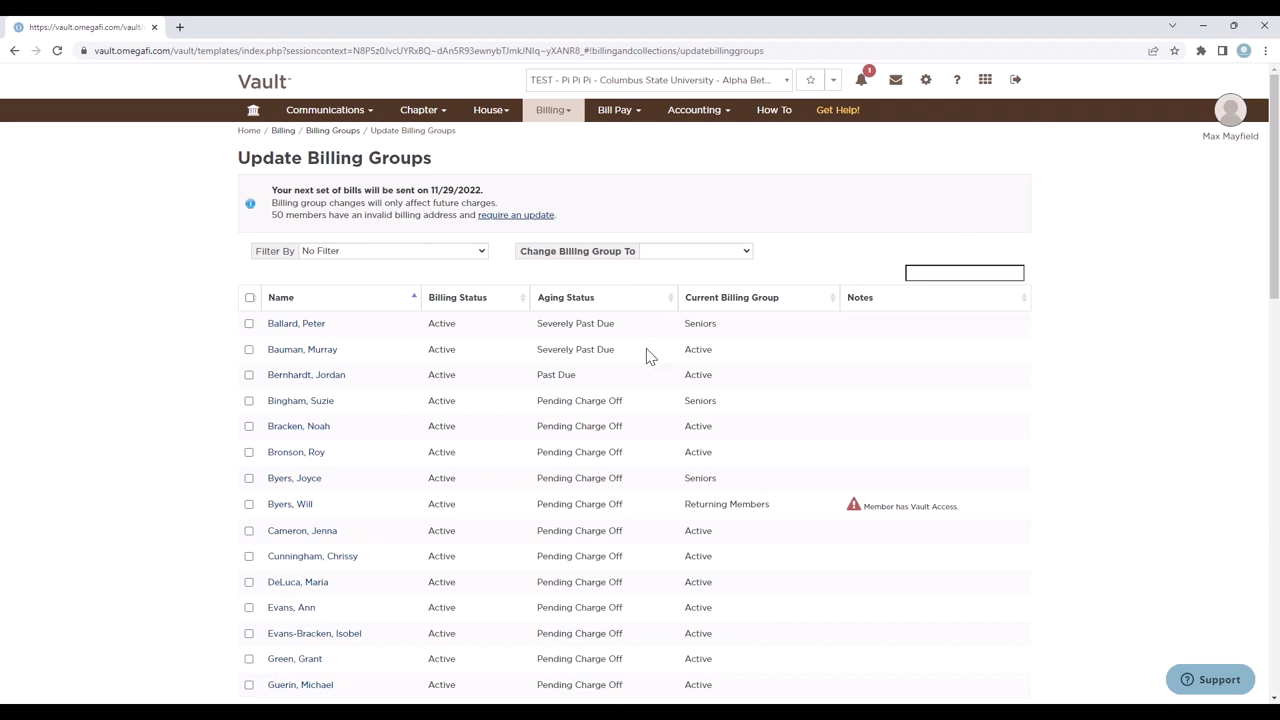 https://vault.omegafi.com/vault/
vault.omegafi.com/vault/templates/index.php?sessioncontext=N8P5z0JvcUYRxBQ~dAn5R93ewnybTJmkJNIq~yXANR8_#!billingandcollections/updatebillinggroups
Vault
TEST - Pi Pi Pi - Columbus State University - Alpha Bet...
1
?
Communications
Chapter
House
Billing
Bill Pay
Accounting
How To
Get Help!
Max Mayfield
Home / Billing / Billing Groups / Update Billing Groups
Update Billing Groups
Your next set of bills will be sent on 11/29/2022.
Billing group changes will only affect future charges.
50 members have an invalid billing address and require an update.
Filter By No Filter
Change Billing Group To
Name Billing Status Aging Status Current Billing Group Notes
Ballard, Peter Active Severely Past Due Seniors
Bauman, Murray Active Severely Past Due Active
Bernhardt, Jordan Active Past Due Active
Bingham, Suzie Active Pending Charge Off Seniors
Bracken, Noah Active Pending Charge Off Active
Bronson, Roy Active Pending Charge Off Active
Byers, Joyce Active Pending Charge Off Seniors
Byers, Will Active Pending Charge Off Returning Members Member has Vault Access.
Cameron, Jenna Active Pending Charge Off Active
Cunningham, Chrissy Active Pending Charge Off Active
DeLuca, Maria Active Pending Charge Off Active
Evans, Ann Active Pending Charge Off Active
Evans-Bracken, Isobel Active Pending Charge Off Active
Green, Grant Active Pending Charge Off Active
Guerin, Michael Active Pending Charge Off Active
Support